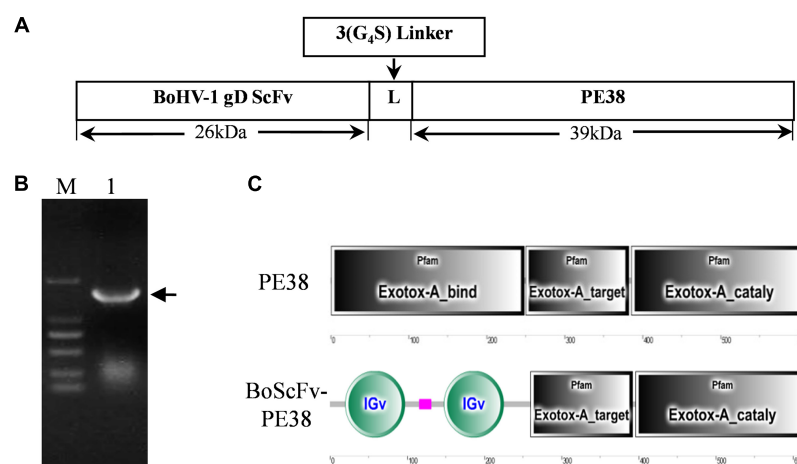 A
3(G₄S) Linker
BoHV-1 gD ScFv L PE38
26kDa 39kDa
B M 1
C
PE38
Pfam Pfam Pfam
Exotox-A_bind Exotox-A_target Exotox-A_cataly
0 100 200 300 400 500
BoScFv-
PE38
IGv IGv
Pfam Pfam
Exotox-A_target Exotox-A_cataly
0 100 200 300 400 500